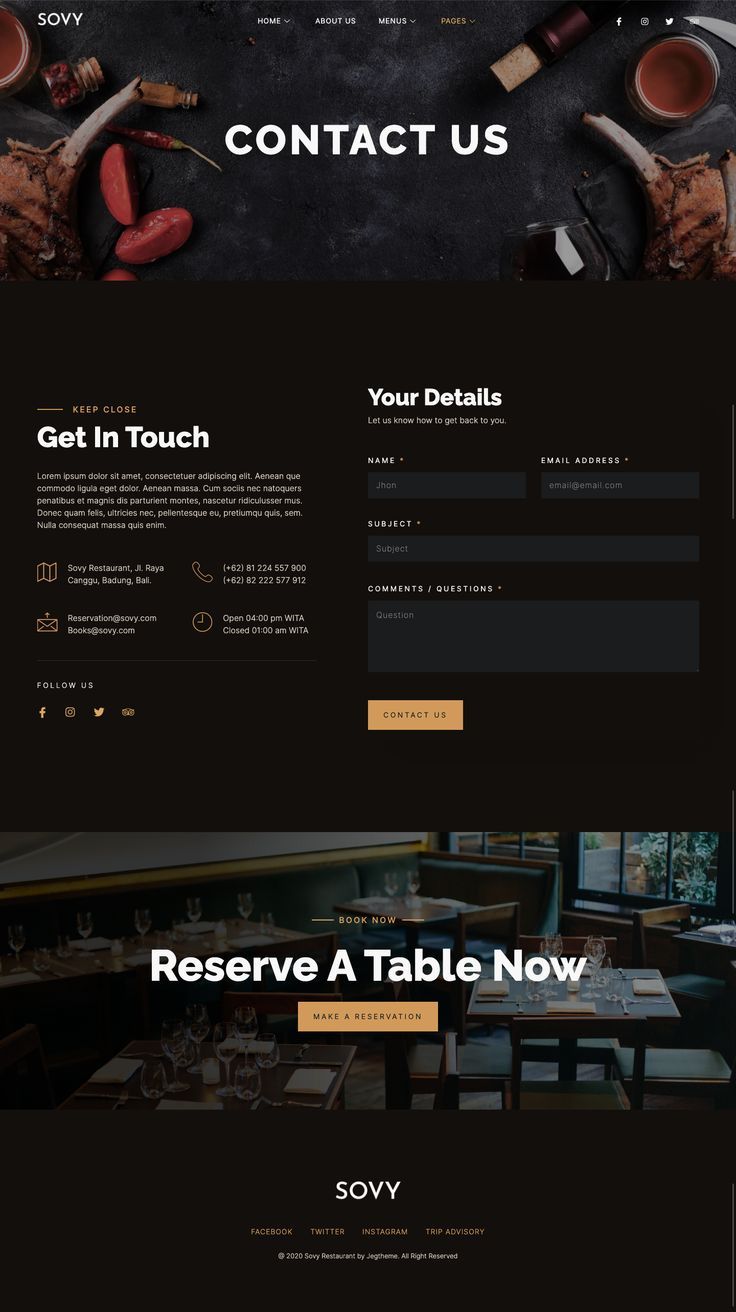 SOVY
HOME
ABOUT US
MENUS
PAGES
CONTACT US
KEEP CLOSE
Get In Touch
Lorem ipsum dolor sit amet, consectetuer adipiscing elit. Aenean que
commodo ligula eget dolor. Aenean massa. Cum sociis nec natoquers
penatibus et magnis dis parturient montes, nascetur ridiculusser mus.
Donec quam felis, ultricies nec, pellentesque eu, pretiumqu quis, sem.
Nulla consequat massa quis enim.
Sovy Restaurant, Jl. Raya
Canggu, Badung, Bali.
(+62) 81 224 557 900
(+62) 82 222 577 912
Reservation@sovy.com
Books@sovy.com
Open 04:00 pm WITA
Closed 01:00 am WITA
FOLLOW US
Your Details
Let us know how to get back to you.
NAME *
EMAIL ADDRESS *
Jhon
email@email.com
SUBJECT *
Subject
COMMENTS / QUESTIONS *
Question
CONTACT US
BOOK NOW
Reserve A Table Now
MAKE A RESERVATION
SOVY
FACEBOOK
TWITTER
INSTAGRAM
TRIP ADVISORY
@ 2020 Sovy Restaurant by Jegtheme. All Right Reserved